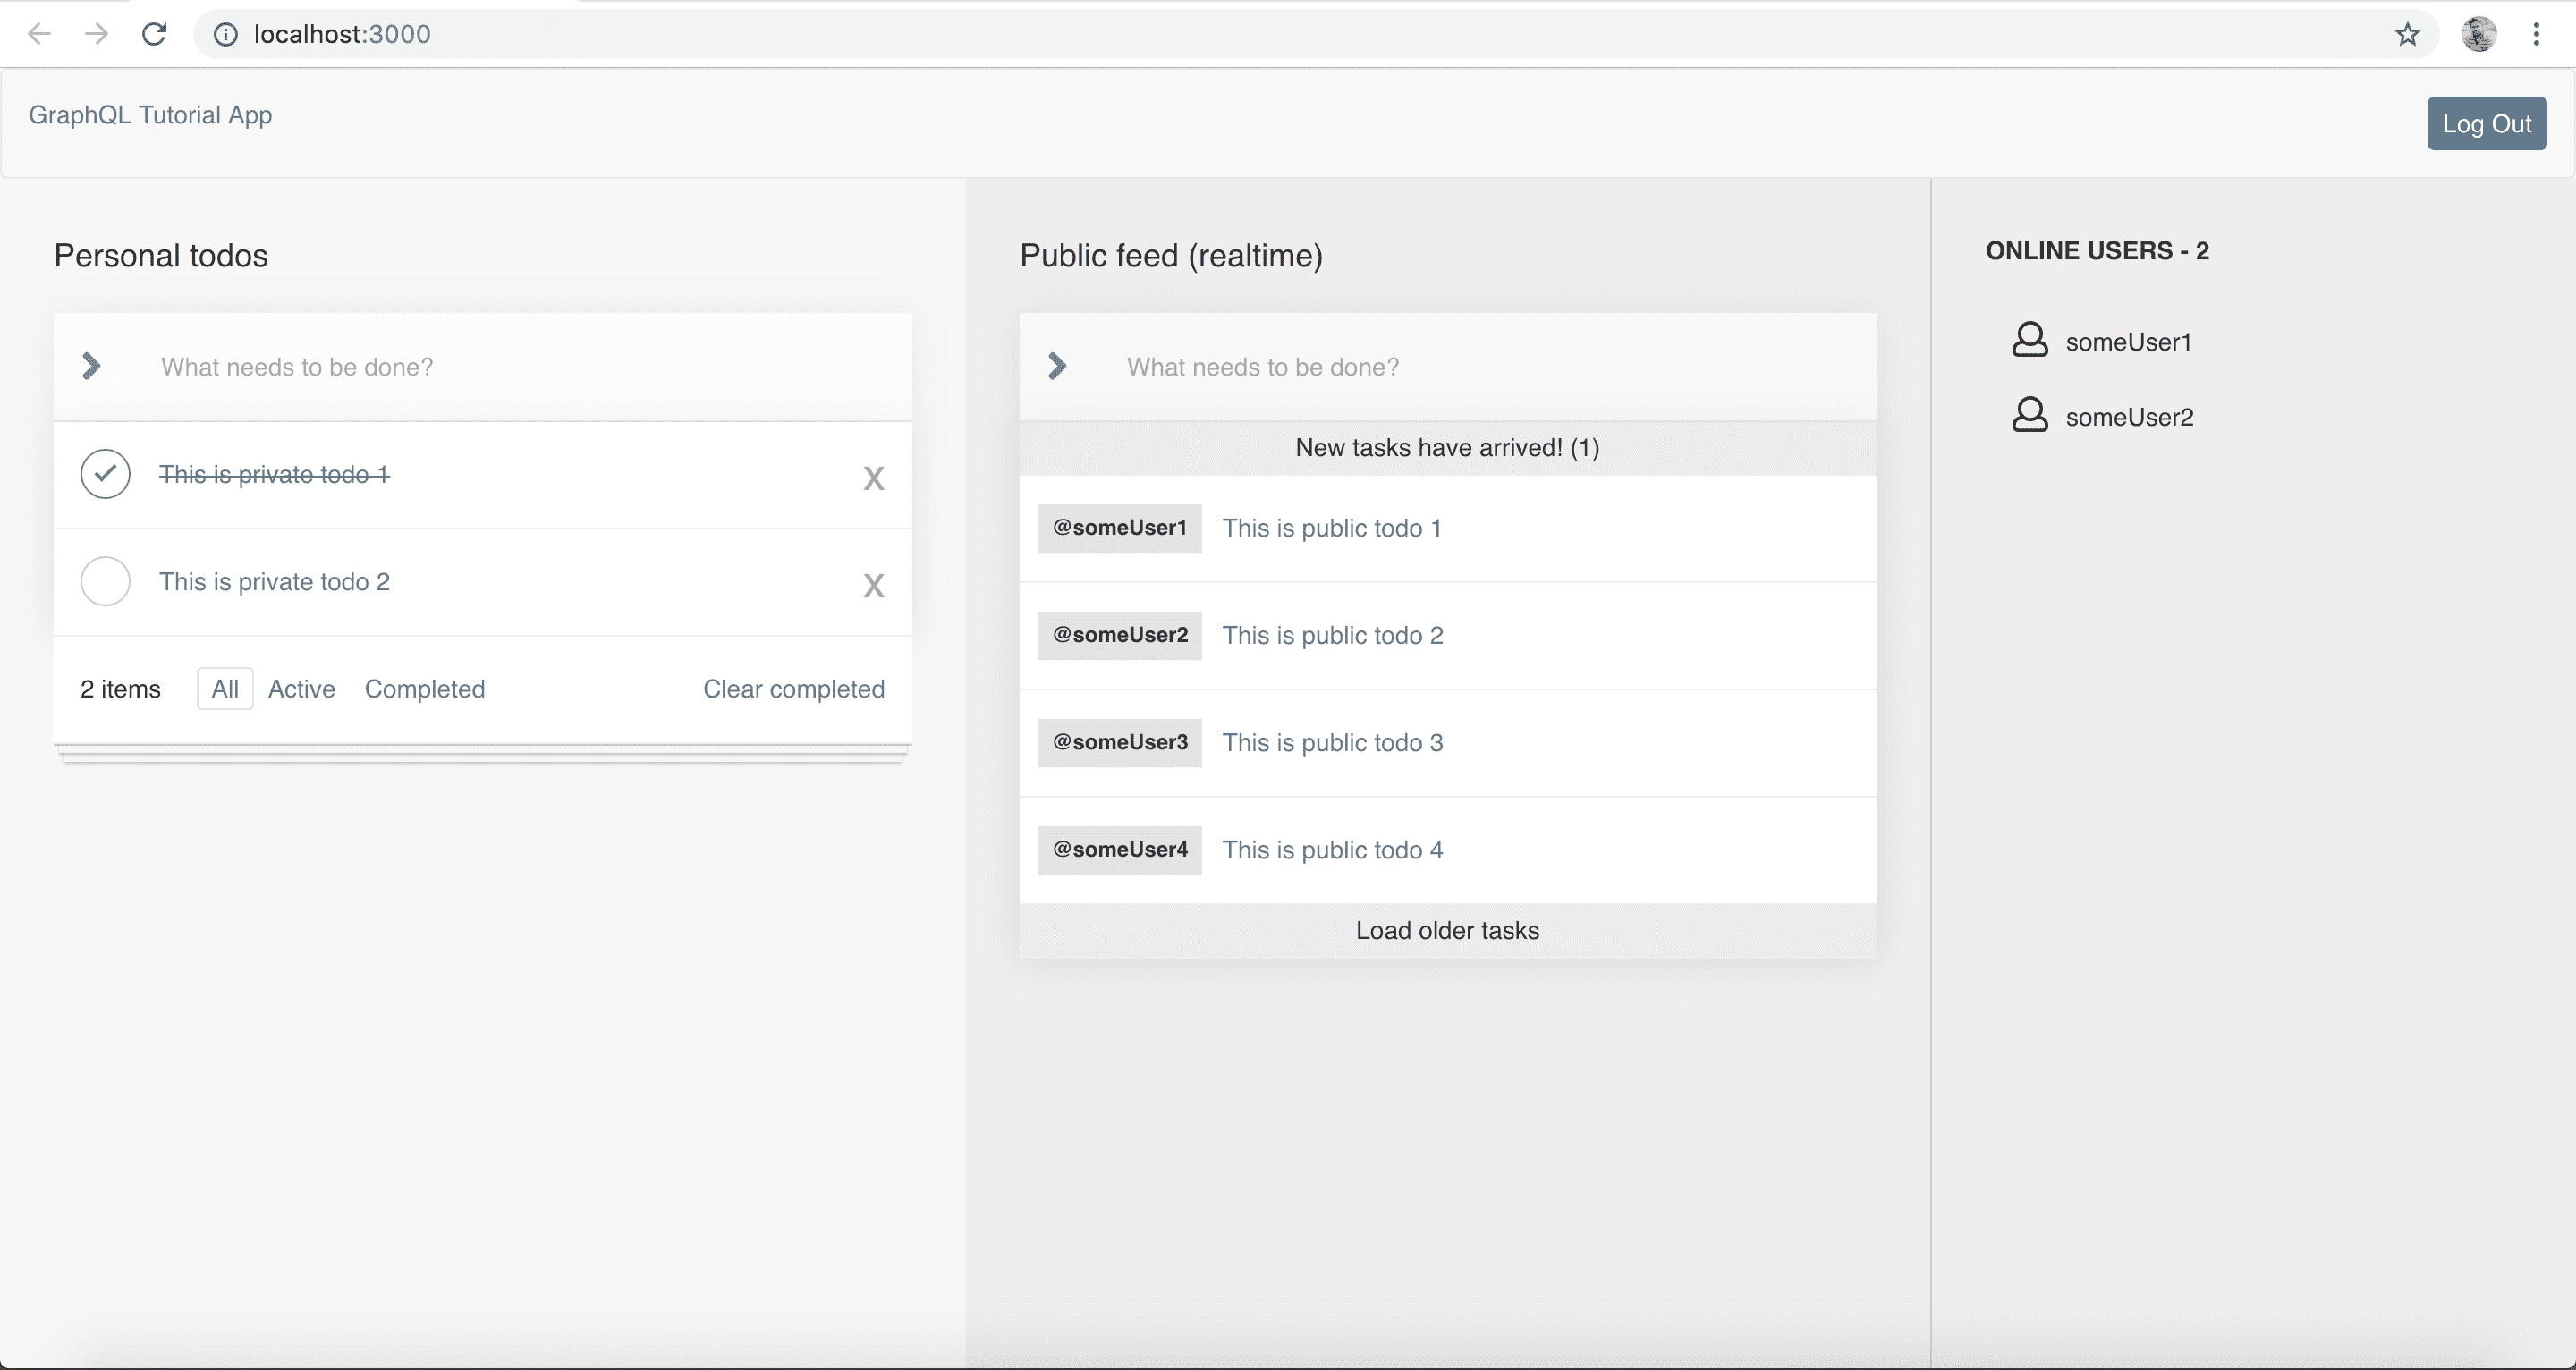 localhost:3000
GraphQL Tutorial App
Log Out
Personal todos
What needs to be done?
This is private todo 1
X
This is private todo 2
X
2 items All Active Completed Clear completed
Public feed (realtime)
What needs to be done?
New tasks have arrived! (1)
@someUser1 This is public todo 1
@someUser2 This is public todo 2
@someUser3 This is public todo 3
@someUser4 This is public todo 4
Load older tasks
ONLINE USERS - 2
someUser1
someUser2